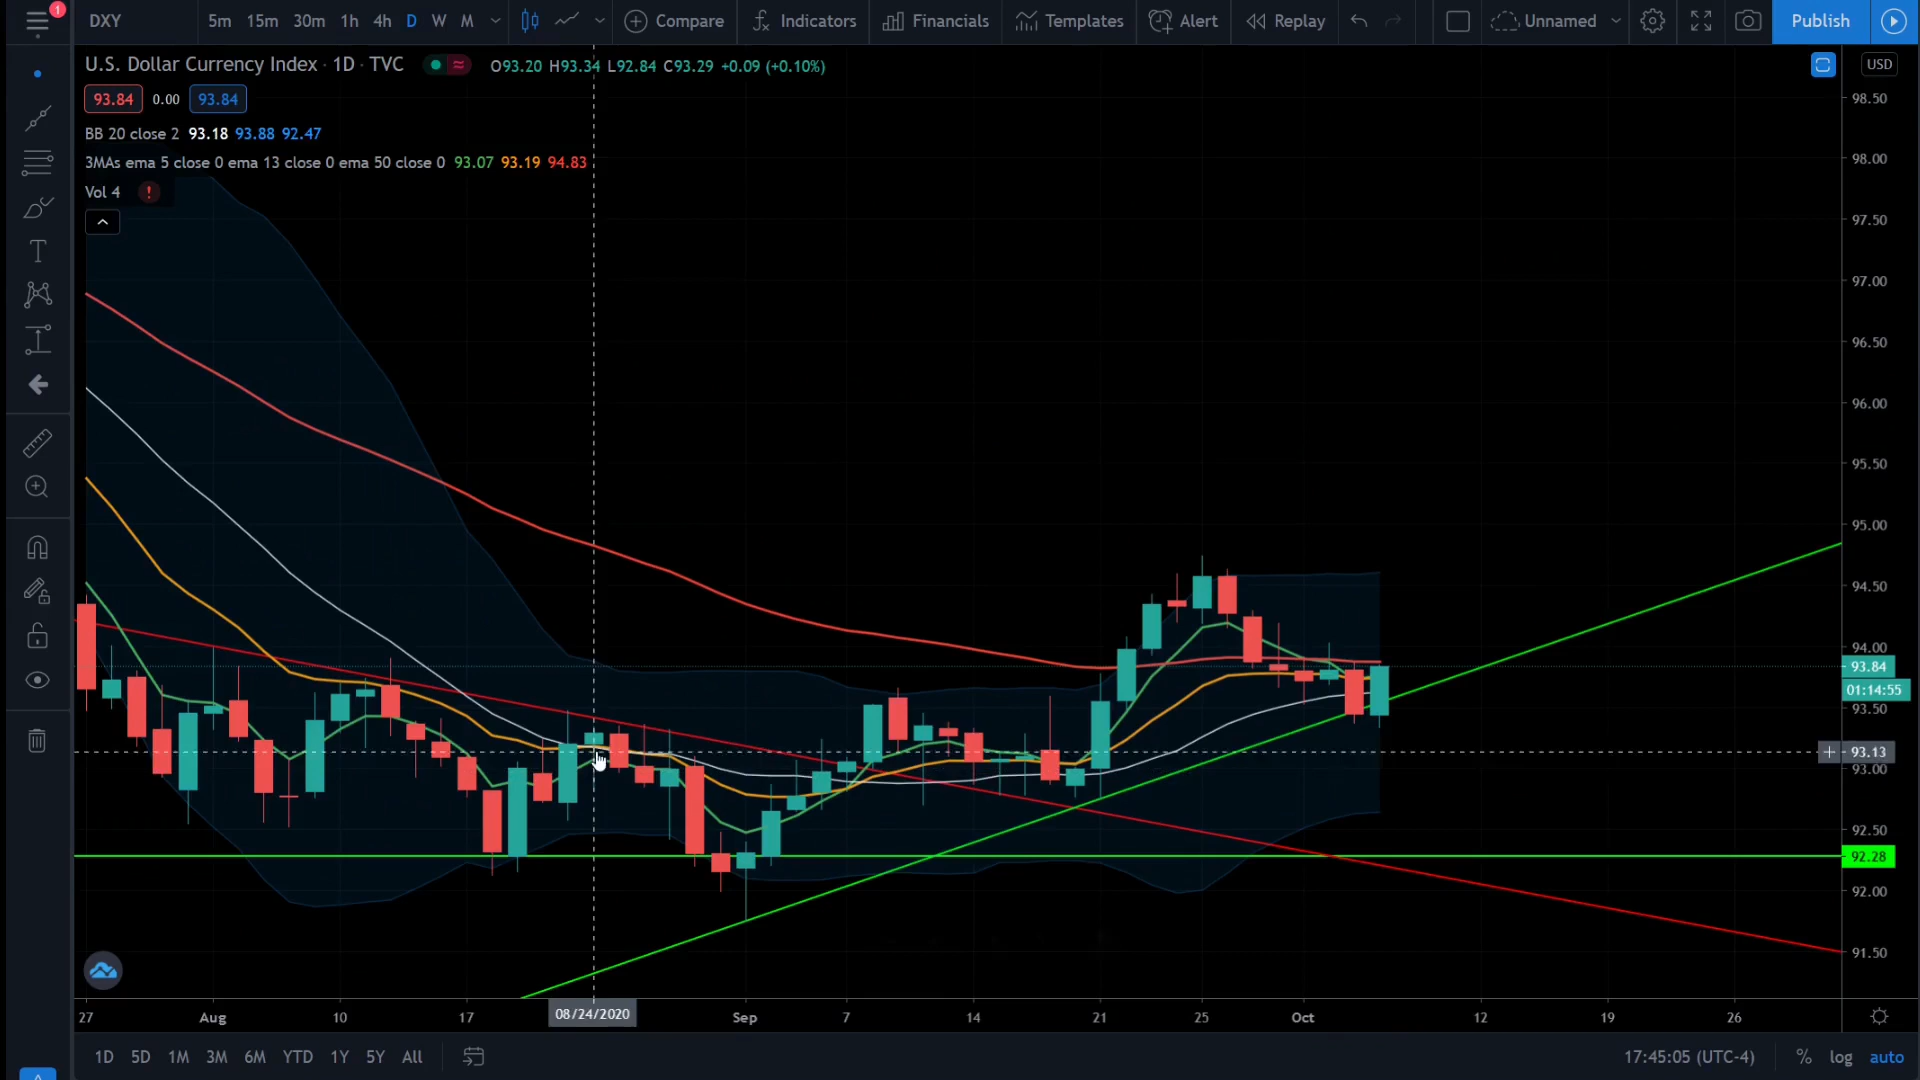 1
DXY 5m 15m 30m 1h 4h D W M Compare Indicators Financials Templates Alert Replay Unnamed Publish
U.S. Dollar Currency Index · 1D · TVC O93.20 H93.34 L92.84 C93.29 +0.09 (+0.10%) USD
93.84 0.00 93.84
BB 20 close 2 93.18 93.88 92.47
3MAs ema 5 close 0 ema 13 close 0 ema 50 close 0 93.07 93.19 94.83
Vol 4 !
98.50
98.00
97.50
97.00
96.50
96.00
95.50
95.00
94.50
94.00
93.84
01:14:55
93.50
93.13
93.00
92.50
92.28
92.00
91.50
27 Aug 10 17 08/24/2020 Sep 7 14 21 25 Oct 12 19 26
1D 5D 1M 3M 6M YTD 1Y 5Y All 17:45:05 (UTC-4) % log auto